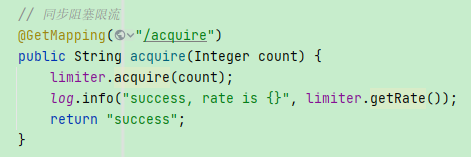 // 同步阻塞限流
@GetMapping("/acquire")
public String acquire(Integer count) {
    limiter.acquire(count);
    log.info("success, rate is {}", limiter.getRate());
    return "success";
}